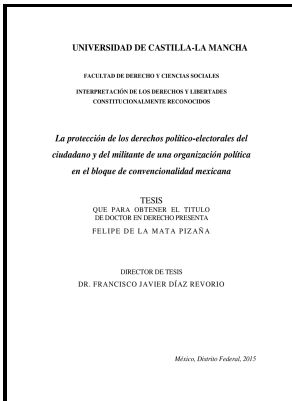 UNIVERSIDAD DE CASTILLA-LA MANCHA
FACULTAD DE DERECHO Y CIENCIAS SOCIALES
INTERPRETACIÓN DE LOS DERECHOS Y LIBERTADES
CONSTITUCIONALMENTE RECONOCIDOS
La protección de los derechos político-electorales del
ciudadano y del militante de una organización política
en el bloque de convencionalidad mexicana
TESIS
QUE PARA OBTENER EL TITULO
DE DOCTOR EN DERECHO PRESENTA
FELIPE DE LA MATA PIZAÑA
DIRECTOR DE TESIS
DR. FRANCISCO JAVIER DÍAZ REVORIO
México, Distrito Federal, 2015